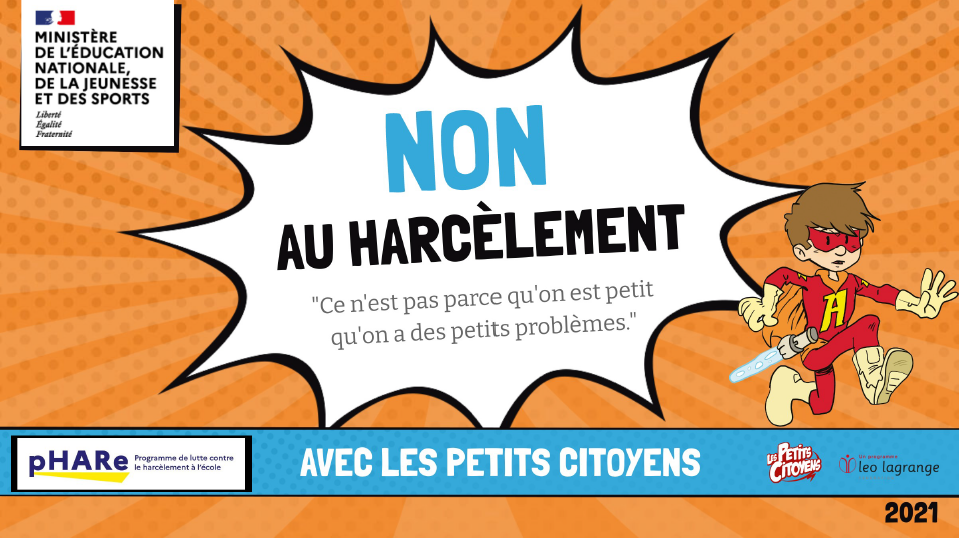 MINISTÈRE
DE L'ÉDUCATION
NATIONALE,
DE LA JEUNESSE
ET DES SPORTS
Liberté
Égalité
Fraternité
NON
AU HARCÈLEMENT
"Ce n'est pas parce qu'on est petit
qu'on a des petits problèmes."
A
pHARe
Programme de lutte contre
le harcèlement à l'école
AVEC LES PETITS CITOYENS
LES PETITS
CITOYENS
Un programme
leo lagrange
2021